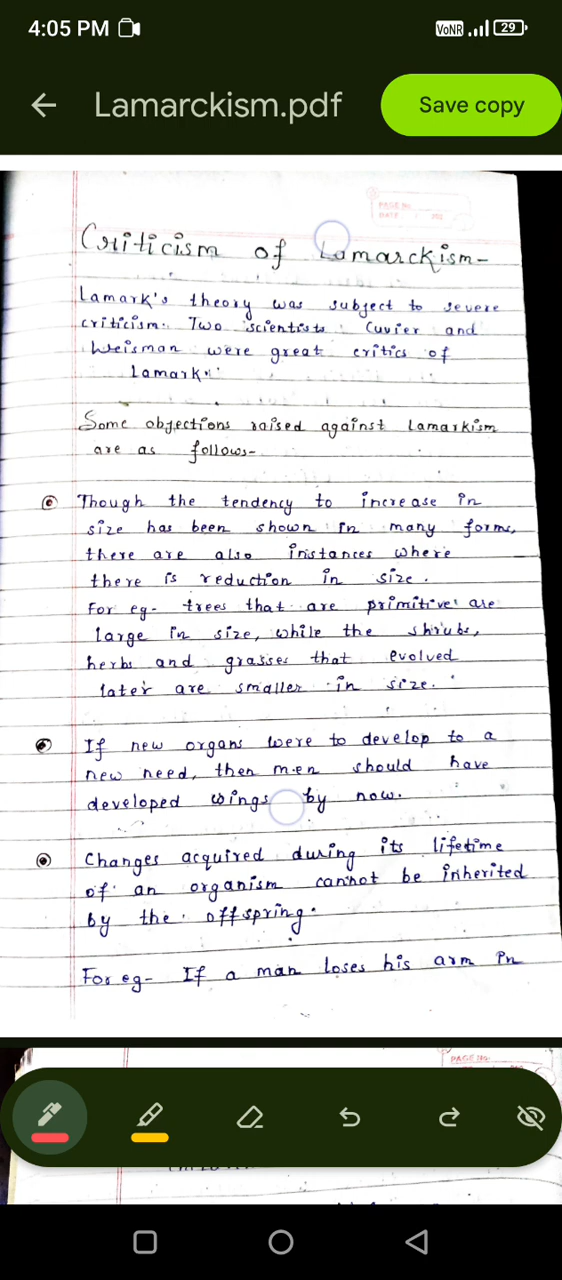 4:05 PM
VoNR 29
Lamarckism.pdf
Save copy
PAGE No.
DATE
Criticism of Lamarckism-
Lamark's theory was subject to severe
criticism. Two scientists Cuvier and
Weisman were great critics of
Lamark.
Some objections raised against Lamarkism
are as follows-
Though the tendency to increase in
size has been shown in many forms,
there are also instances where
there is reduction in size.
For eg- trees that are primitive are
large in size, while the shrubs,
herbs and grasses that evolved
later are smaller in size.
If new organs were to develop to a
new need, then men should have
developed wings by now.
Changes acquired during its lifetime
of an organism cannot be inherited
by the offspring.
For eg- If a man loses his arm in
PAGE No.